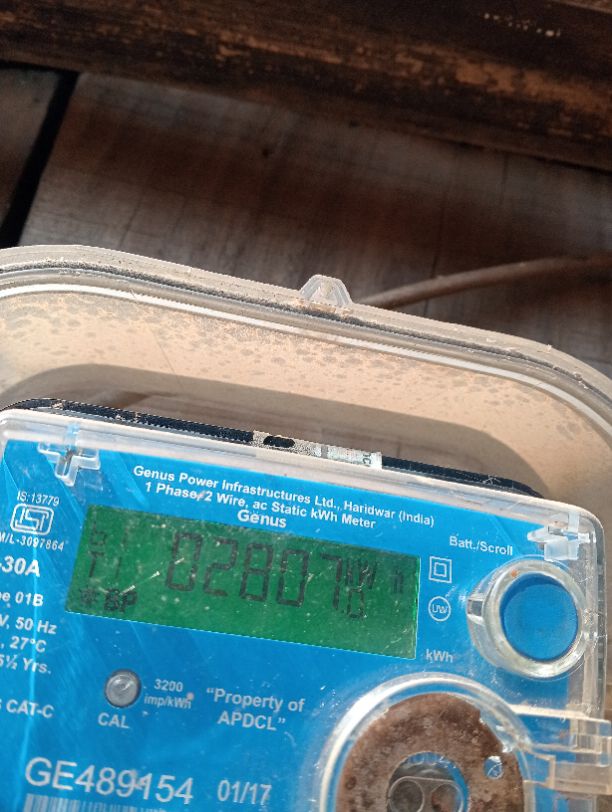 Genus Power Infrastructures Ltd., Haridwar (India)
1 Phase, 2 Wire, ac Static kWh Meter
Genus
IS:13779
M/L-3097864
-30A
Batt./Scroll
02807
BP
UW
kWh
01B
V. 50 Hz
, 27°C
5½ Yrs.
CAT-C
CAL
3200
imp/kWh
“Property of
APDCL”
GE489154 01/17